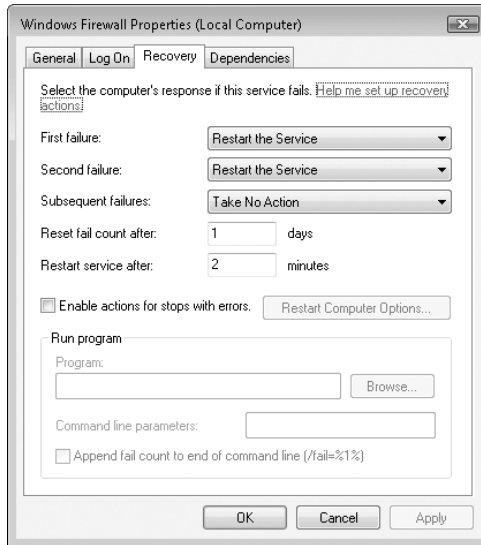 Windows Firewall Properties (Local Computer)
General Log On Recovery Dependencies
Select the computer's response if this service fails. Help me set up recovery
actions.
First failure: Restart the Service
Second failure: Restart the Service
Subsequent failures: Take No Action
Reset fail count after: 1 days
Restart service after: 2 minutes
Enable actions for stops with errors. Restart Computer Options...
Run program
Program:
Browse...
Command line parameters:
Append fail count to end of command line (/fail=%1%)
OK Cancel Apply